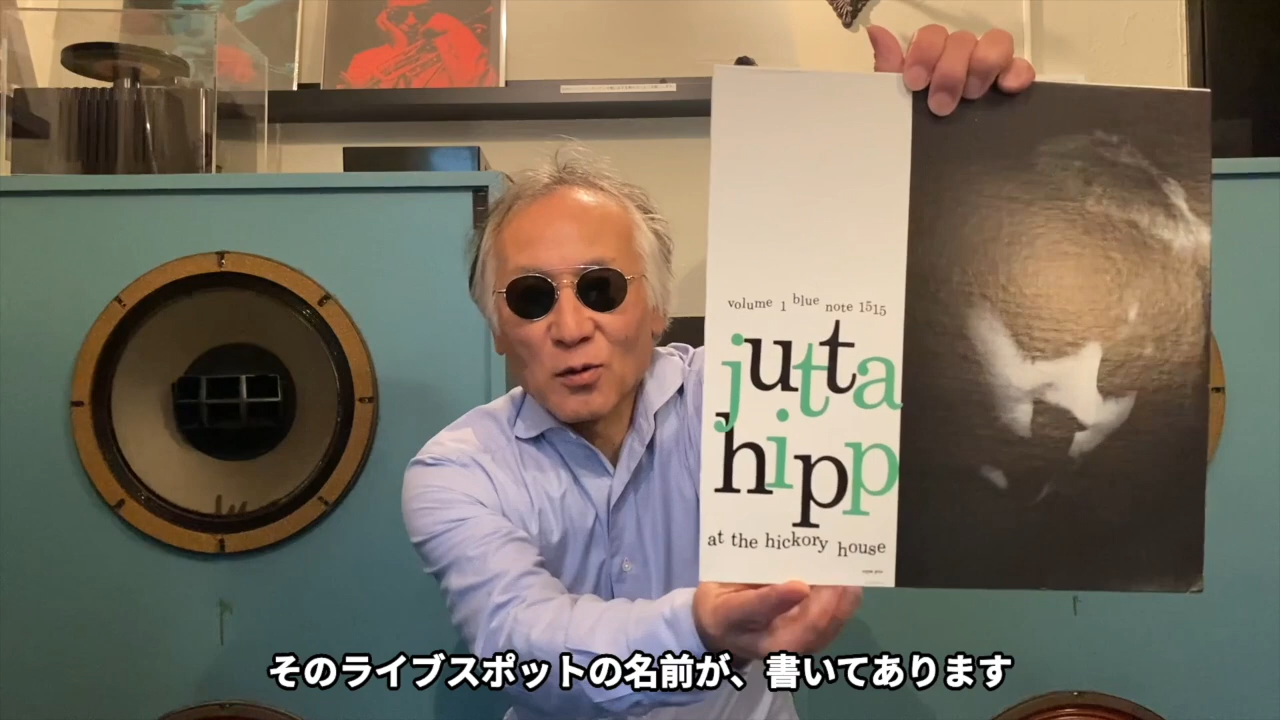 volume 1 blue note 1515
jutta
hipp
at the hickory house
そのライブスポットの名前が、書いてあります